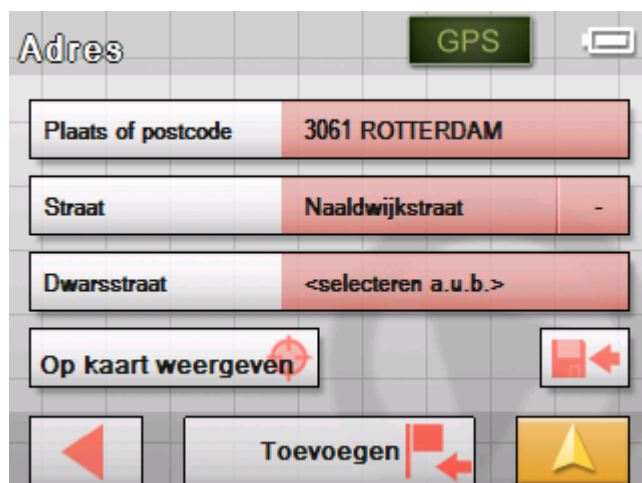 Adres
GPS
Plaats of postcode
3061 ROTTERDAM
Straat
Naaldwijkstraat
-
Dwarsstraat
<selecteren a.u.b.>
Op kaart weergeven
Toevoegen